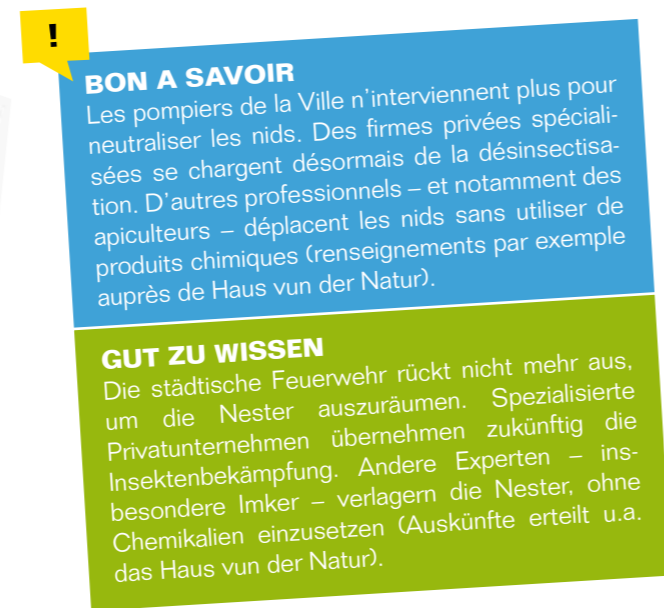 !
BON A SAVOIR
Les pompiers de la Ville n’interviennent plus pour
neutraliser les nids. Des firmes privées spéciali-
sées se chargent désormais de la désinsectisa-
tion. D’autres professionnels – et notamment des
apiculteurs – déplacent les nids sans utiliser de
produits chimiques (renseignements par exemple
auprès de Haus vun der Natur).
GUT ZU WISSEN
Die städtische Feuerwehr rückt nicht mehr aus,
um die Nester auszuräumen. Spezialisierte
Privatunternehmen übernehmen zukünftig die
Insektenbekämpfung. Andere Experten – ins-
besondere Imker – verlagern die Nester, ohne
Chemikalien einzusetzen (Auskünfte erteilt u.a.
das Haus vun der Natur).